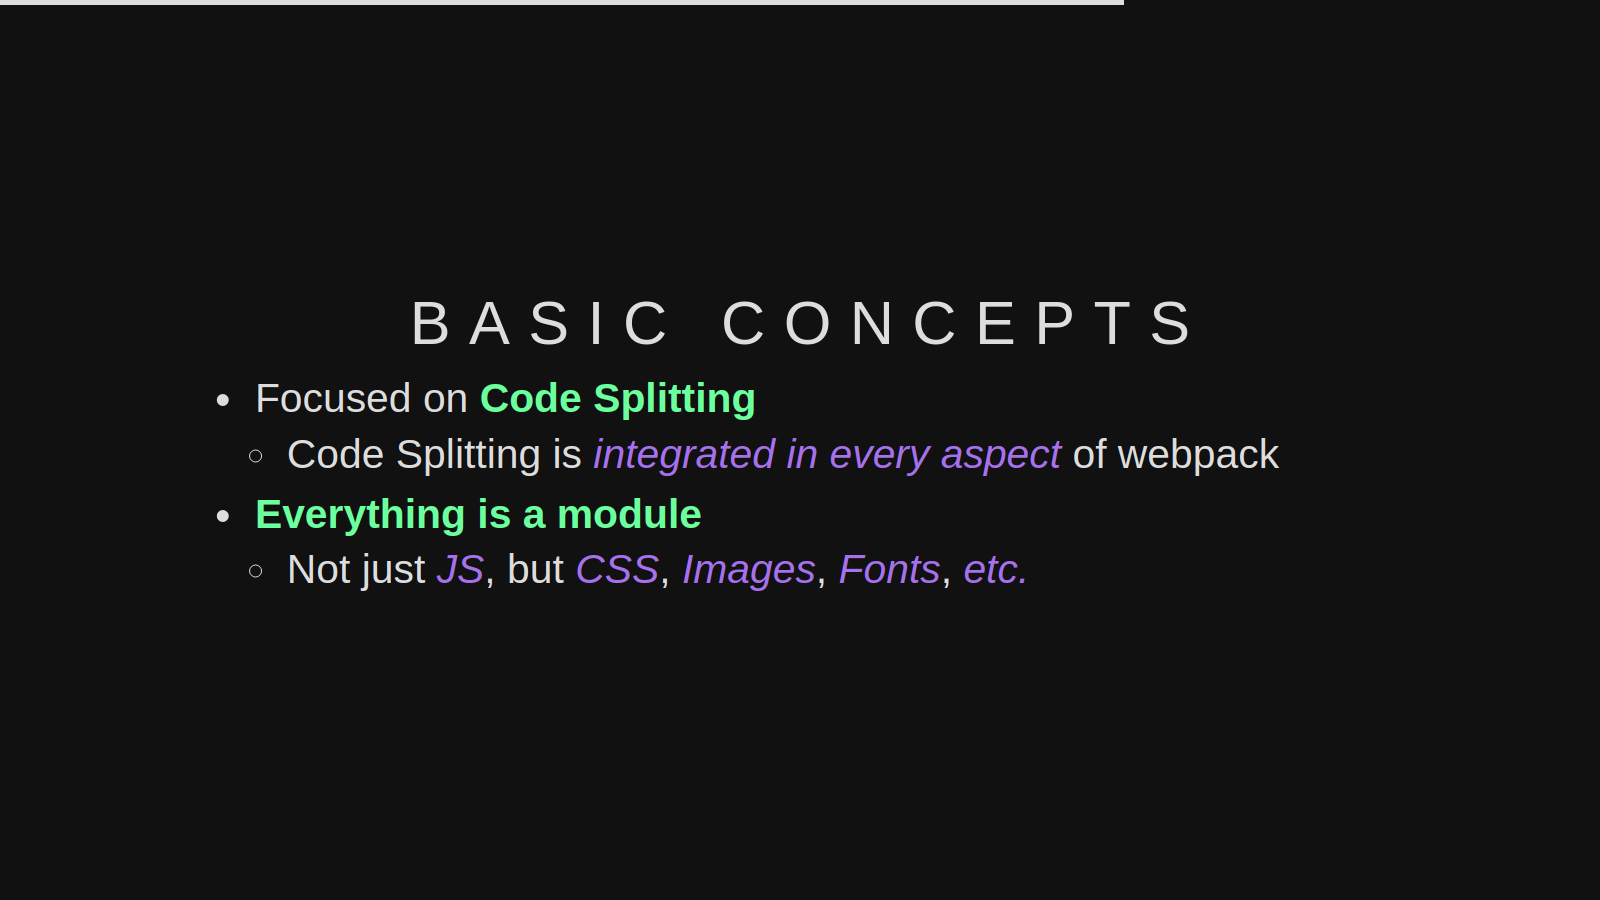 BASIC CONCEPTS
Focused on Code Splitting
Code Splitting is integrated in every aspect of webpack
Everything is a module
Not just JS, but CSS, Images, Fonts, etc.